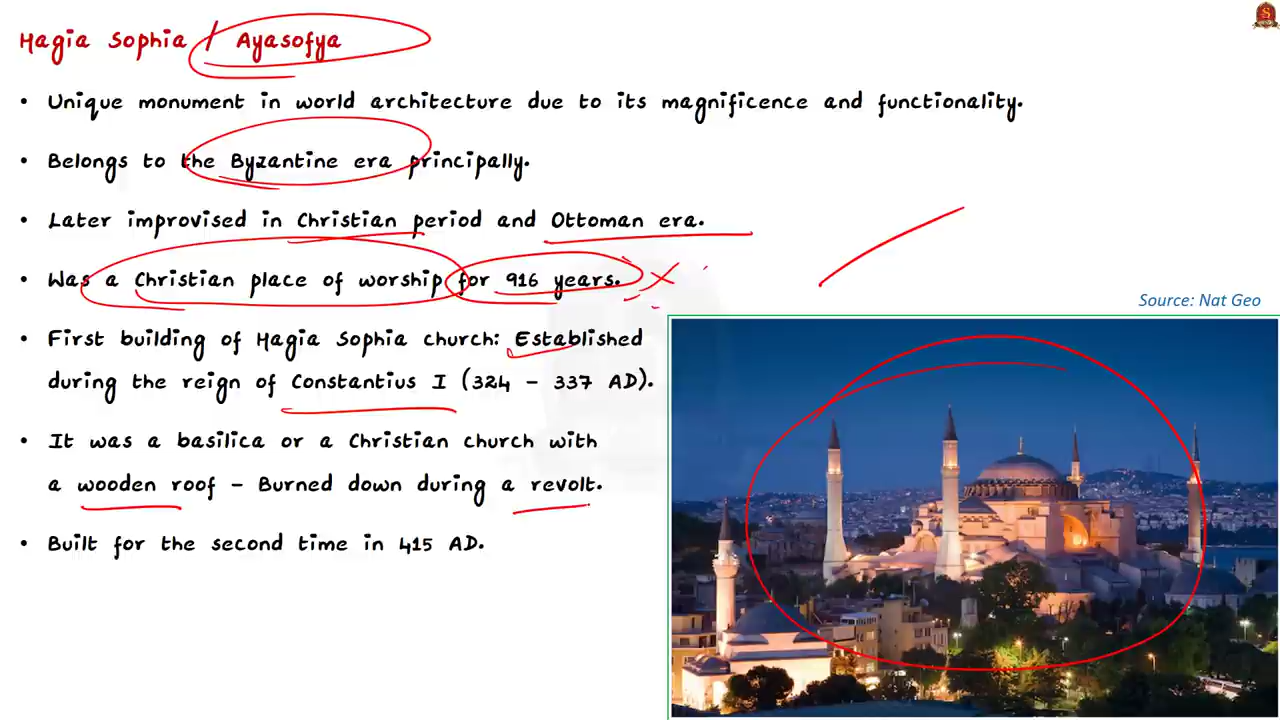 Hagia Sophia / Ayasofya
• Unique monument in world architecture due to its magnificence and functionality.
• Belongs to the Byzantine era principally.
• Later improvised in Christian period and Ottoman era.
• Was a Christian place of worship for 916 years.
Source: Nat Geo
• First building of Hagia Sophia church: Established
during the reign of Constantius I (324 – 337 AD).
• It was a basilica or a Christian church with
a wooden roof – Burned down during a revolt.
• Built for the second time in 415 AD.